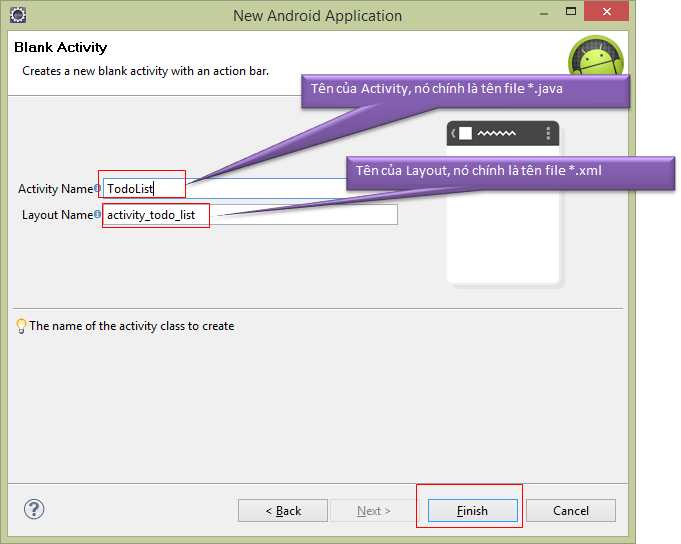 New Android Application
Blank Activity
Creates a new blank activity with an action bar.
Tên của Activity, nó chính là tên file *.java
Tên của Layout, nó chính là tên file *.xml
Activity Name TodoList
Layout Name activity_todo_list
The name of the activity class to create
?
< Back
Next >
Finish
Cancel